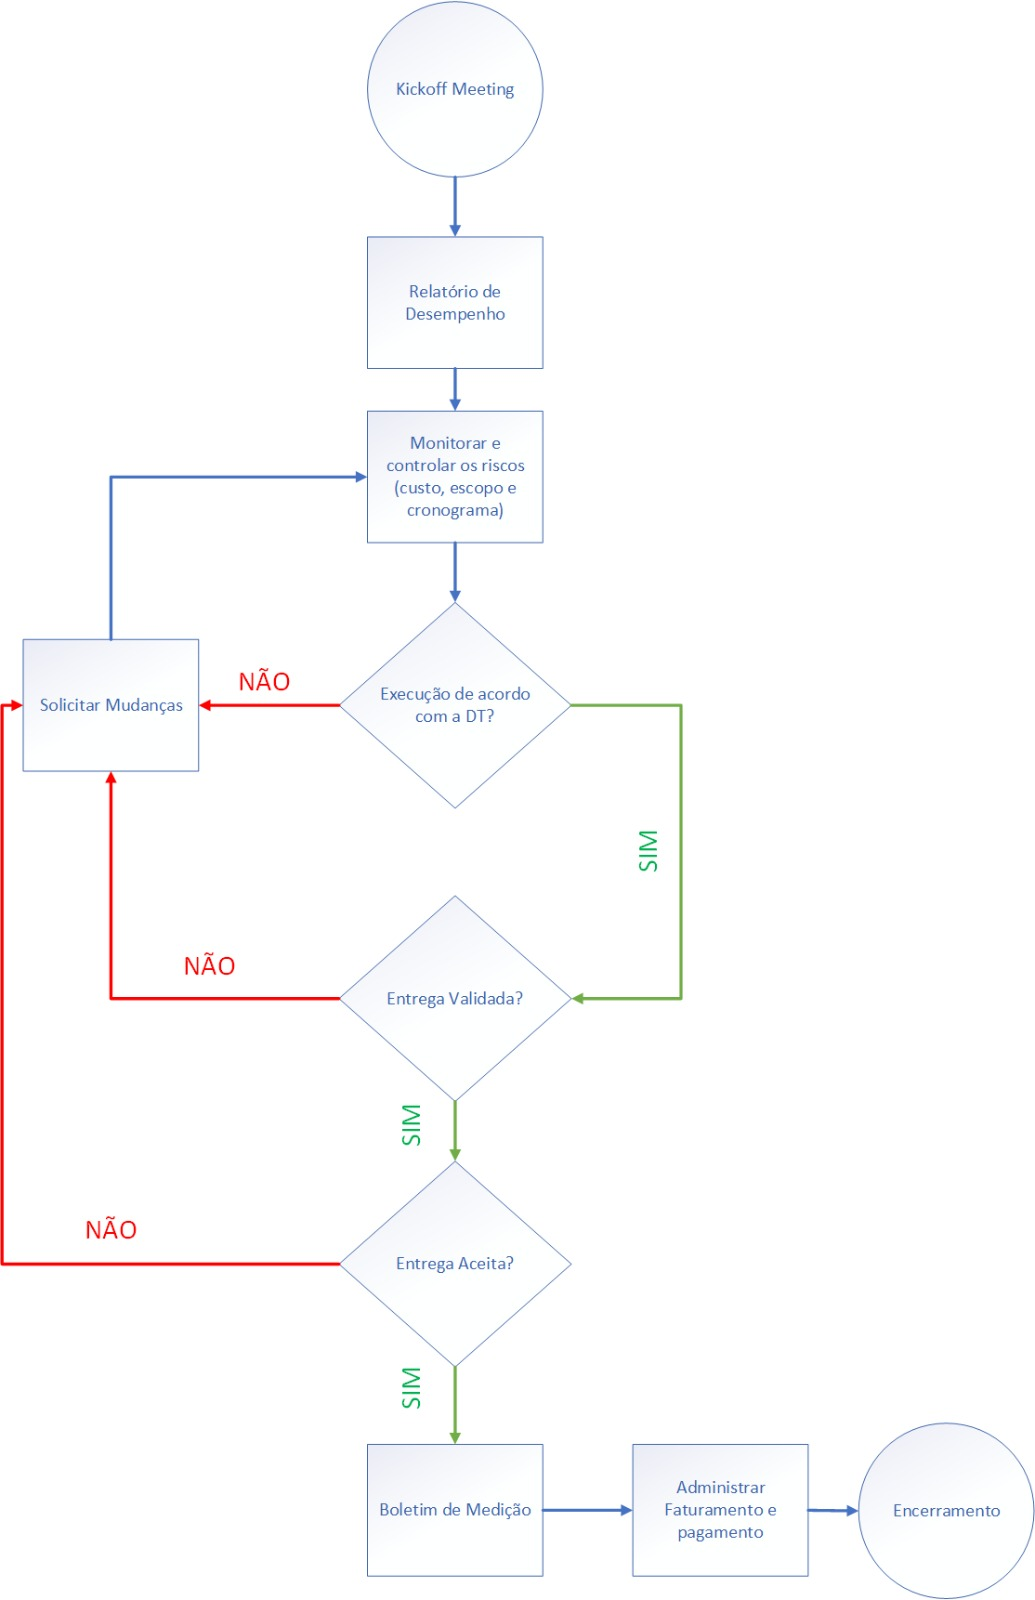 Kickoff Meeting
Relatório de
Desempenho
Monitorar e
controlar os riscos
(custo, escopo e
cronograma)
Solicitar Mudanças
NÃO
Execução de acordo
com a DT?
SIM
NÃO
Entrega Validada?
SIM
NÃO
Entrega Aceita?
SIM
Boletim de Medição
Administrar
Faturamento e
pagamento
Encerramento